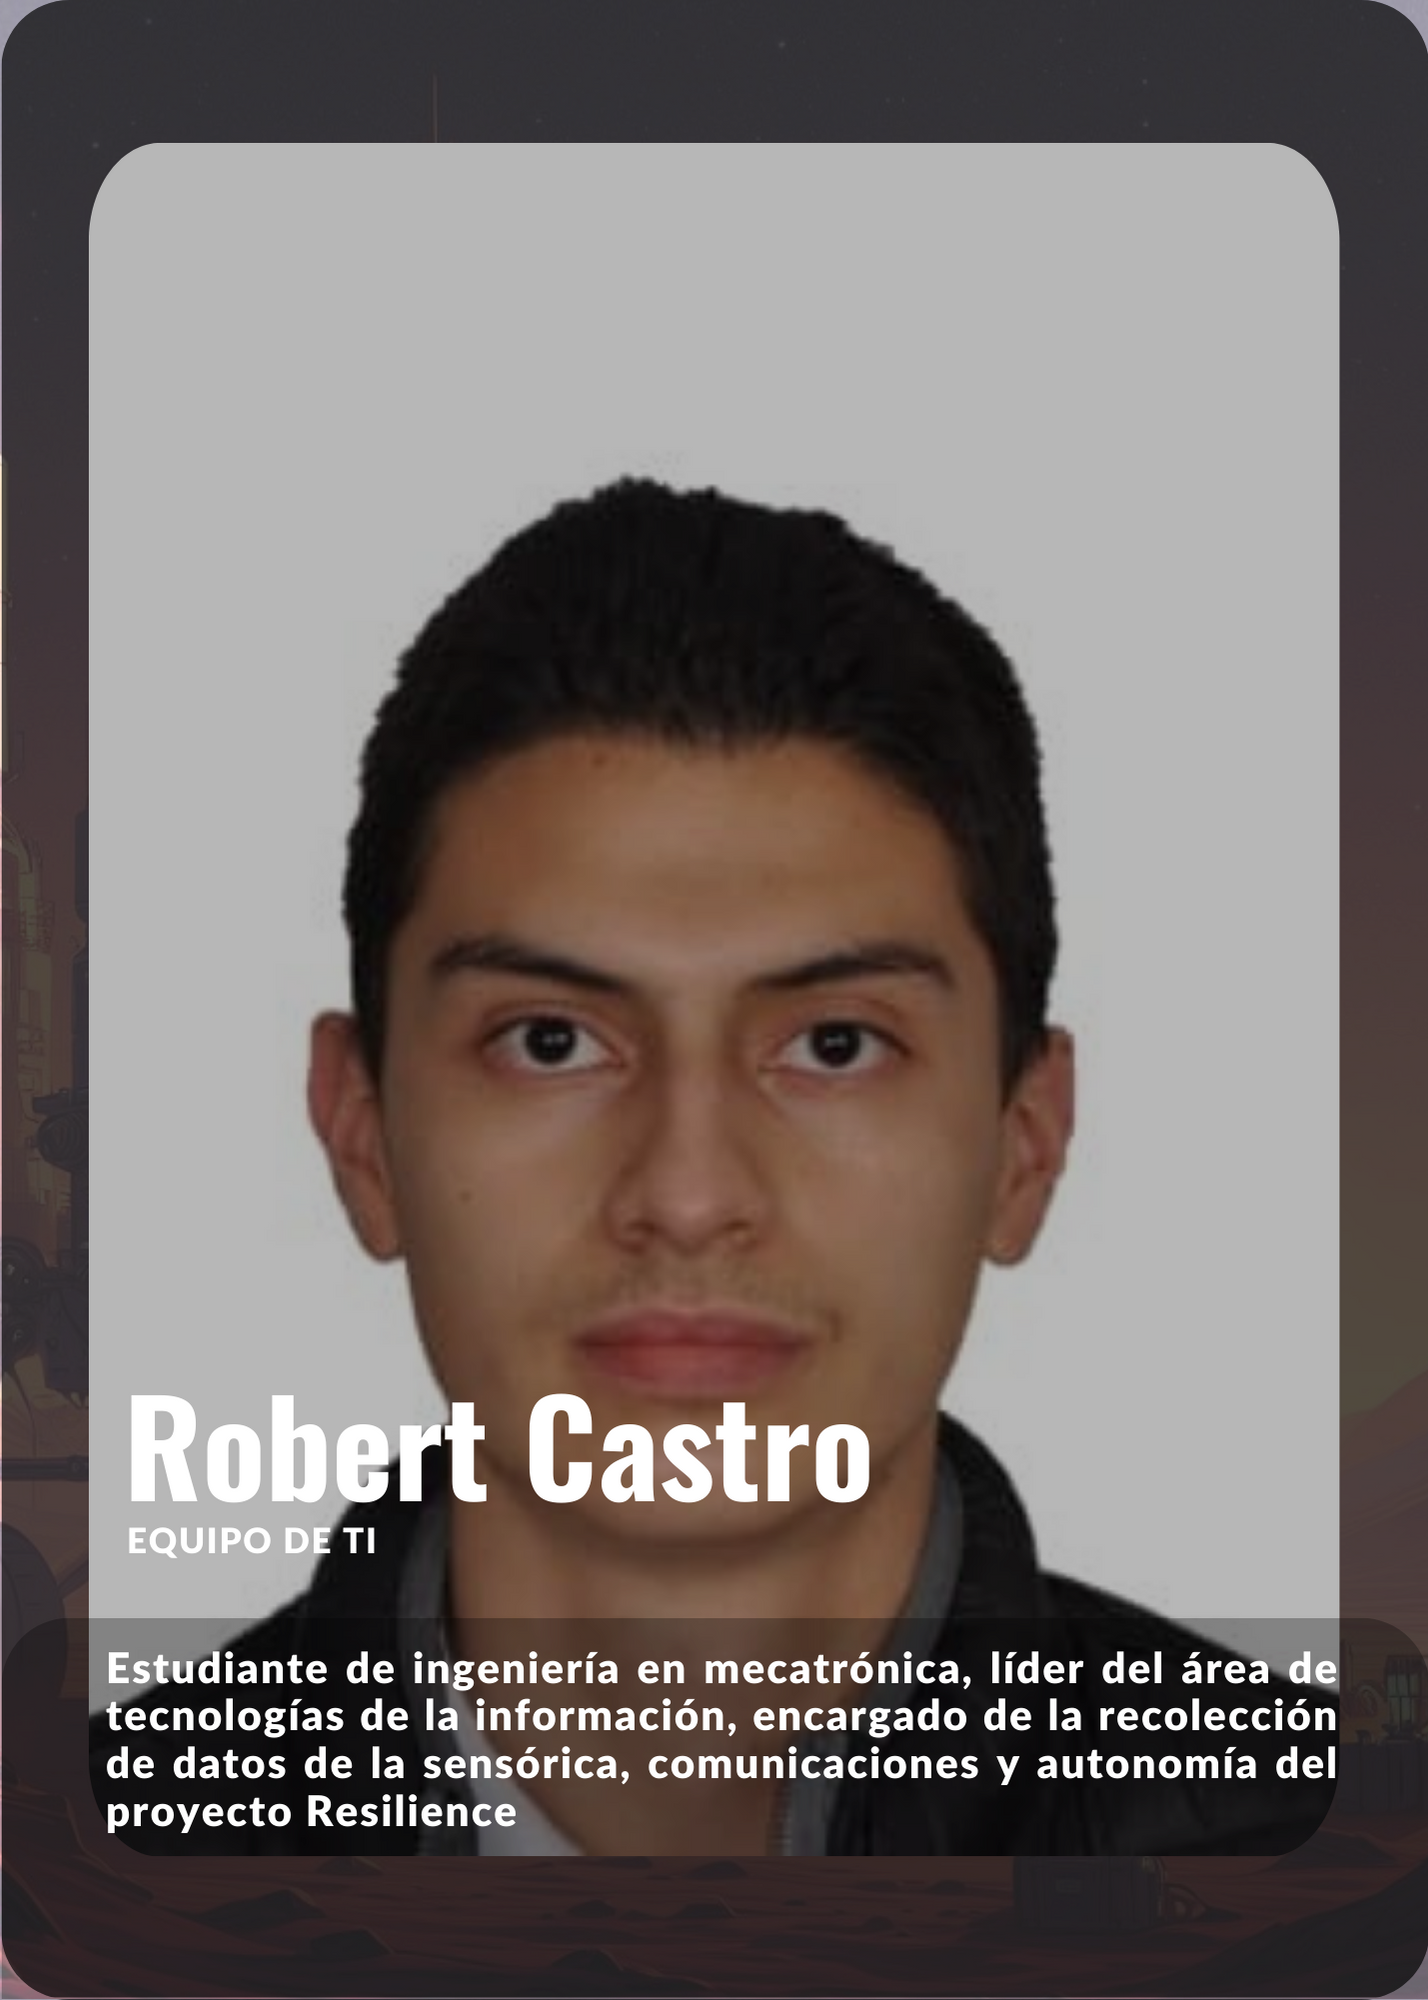 Robert Castro
EQUIPO DE TI
Estudiante de ingeniería en mecatrónica, líder del área de
tecnologías de la información, encargado de la recolección
de datos de la sensórica, comunicaciones y autonomía del
proyecto Resilience